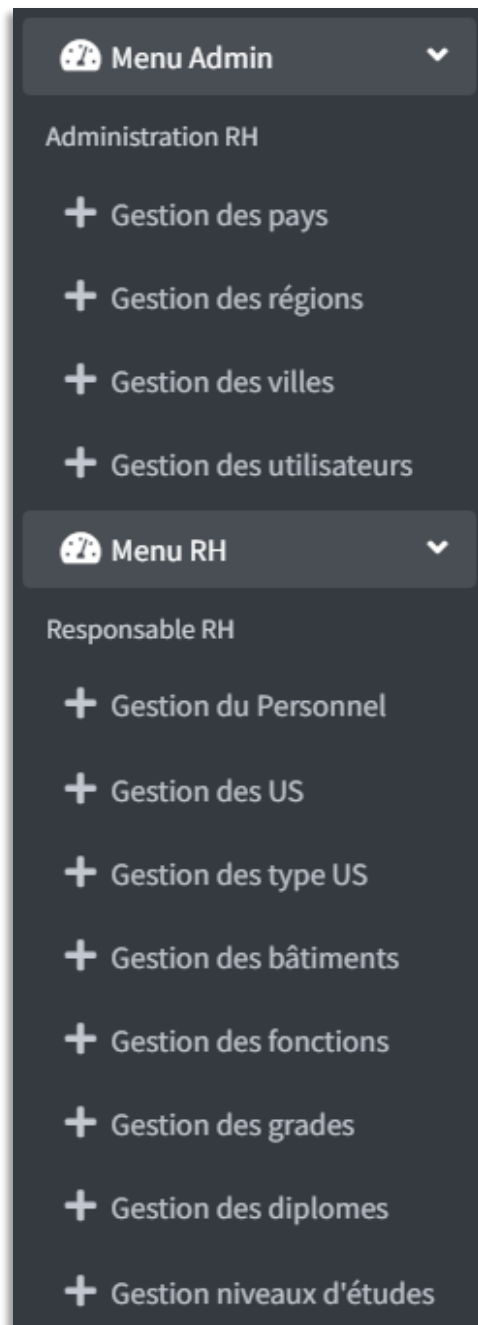 Menu Admin
Administration RH
Gestion des pays
Gestion des régions
Gestion des villes
Gestion des utilisateurs
Menu RH
Responsable RH
Gestion du Personnel
Gestion des US
Gestion des type US
Gestion des bâtiments
Gestion des fonctions
Gestion des grades
Gestion des diplomes
Gestion niveaux d'études